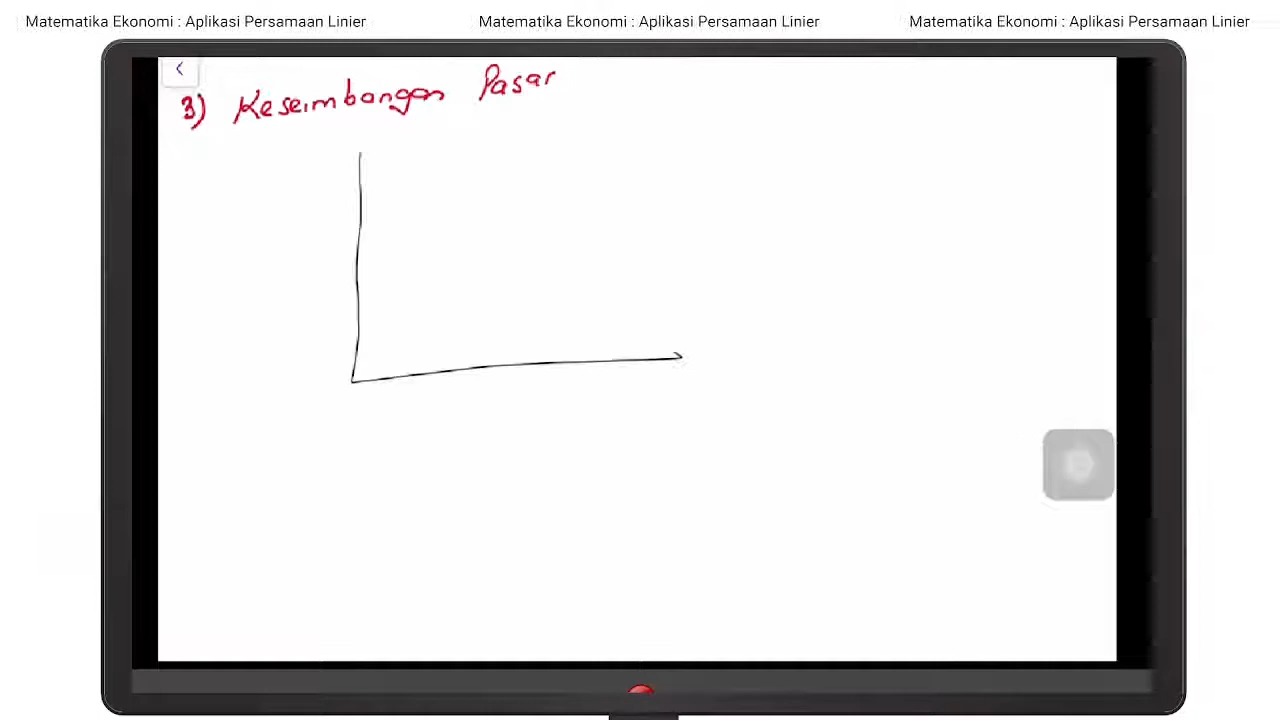 Matematika Ekonomi : Aplikasi Persamaan Linier Matematika Ekonomi : Aplikasi Persamaan Linier Matematika Ekonomi : Aplikasi Persamaan Linier
3) Keseimbangan Pasar